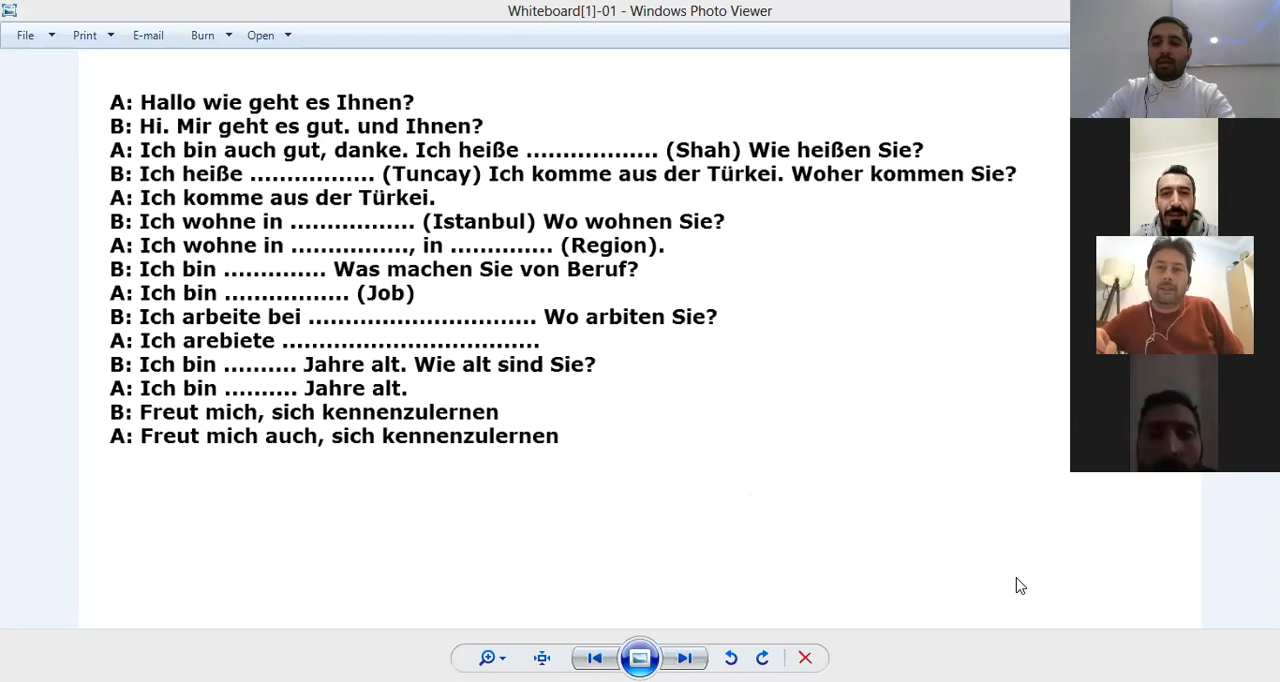 Whiteboard[1]-01 - Windows Photo Viewer
File Print E-mail Burn Open
A: Hallo wie geht es Ihnen?
B: Hi. Mir geht es gut. und Ihnen?
A: Ich bin auch gut, danke. Ich heiße .................. (Shah) Wie heißen Sie?
B: Ich heiße ................. (Tuncay) Ich komme aus der Türkei. Woher kommen Sie?
A: Ich komme aus der Türkei.
B: Ich wohne in ................. (Istanbul) Wo wohnen Sie?
A: Ich wohne in ................, in .............. (Region).
B: Ich bin .............. Was machen Sie von Beruf?
A: Ich bin ................. (Job)
B: Ich arbeite bei ............................... Wo arbiten Sie?
A: Ich arebiete ...................................
B: Ich bin .......... Jahre alt. Wie alt sind Sie?
A: Ich bin .......... Jahre alt.
B: Freut mich, sich kennenzulernen
A: Freut mich auch, sich kennenzulernen